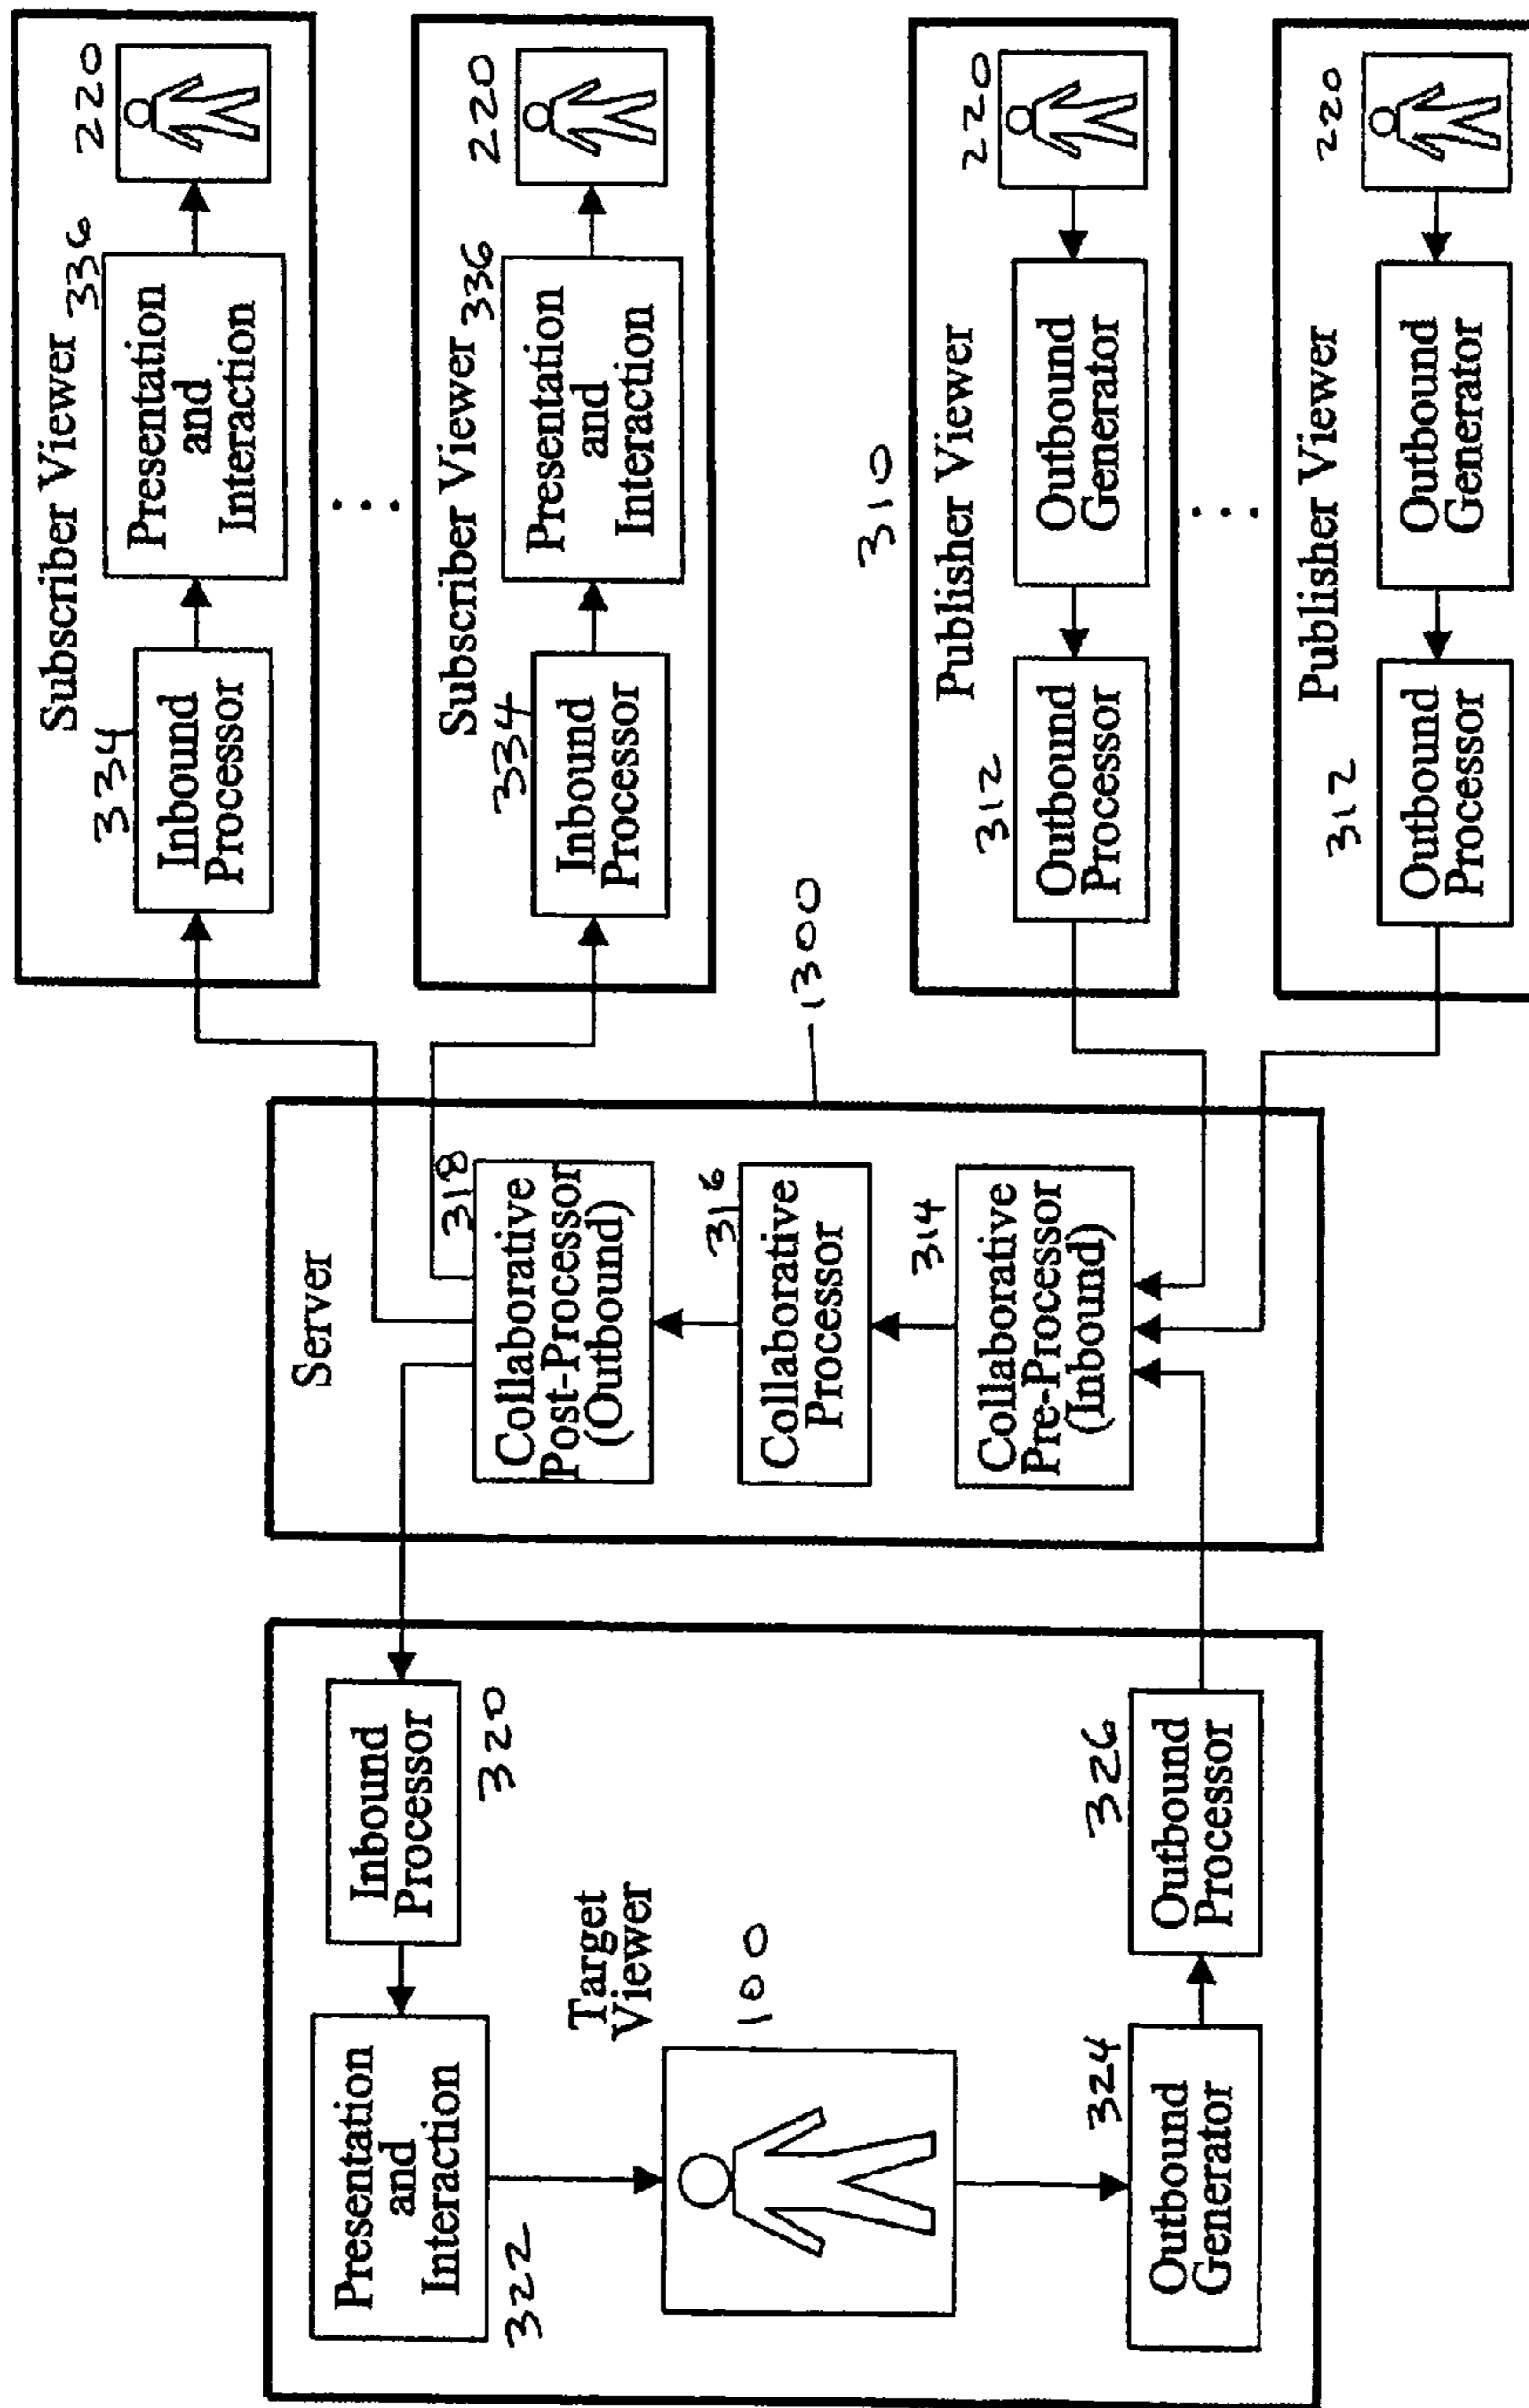 Target
Viewer
100
Presentation
and
Interaction
322
Inbound
Processor
320
Outbound
Generator
324
Outbound
Processor
326
Server
1300
Collaborative
Post-Processor
(Outbound)
318
Collaborative
Processor
316
Collaborative
Pre-Processor
(Inbound)
314
Subscriber Viewer
334
Inbound
Processor
336
Presentation
and
Interaction
220
Subscriber Viewer
334
Inbound
Processor
336
Presentation
and
Interaction
220
310
Publisher Viewer
312
Outbound
Processor
Outbound
Generator
220
Publisher Viewer
312
Outbound
Processor
Outbound
Generator
220